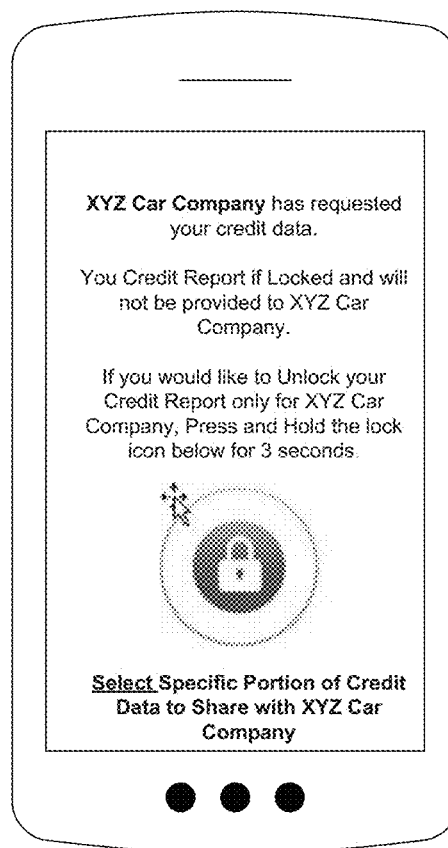 XYZ Car Company has requested
your credit data.
You Credit Report if Locked and will
not be provided to XYZ Car
Company.
If you would like to Unlock your
Credit Report only for XYZ Car
Company, Press and Hold the lock
icon below for 3 seconds.
Select Specific Portion of Credit
Data to Share with XYZ Car
Company